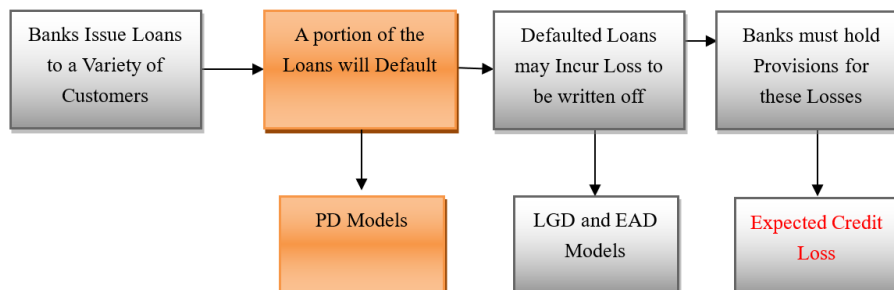 Banks Issue Loans
to a Variety of
Customers
A portion of the
Loans will Default
Defaulted Loans
may Incur Loss to
be written off
Banks must hold
Provisions for
these Losses
PD Models
LGD and EAD
Models
Expected Credit
Loss